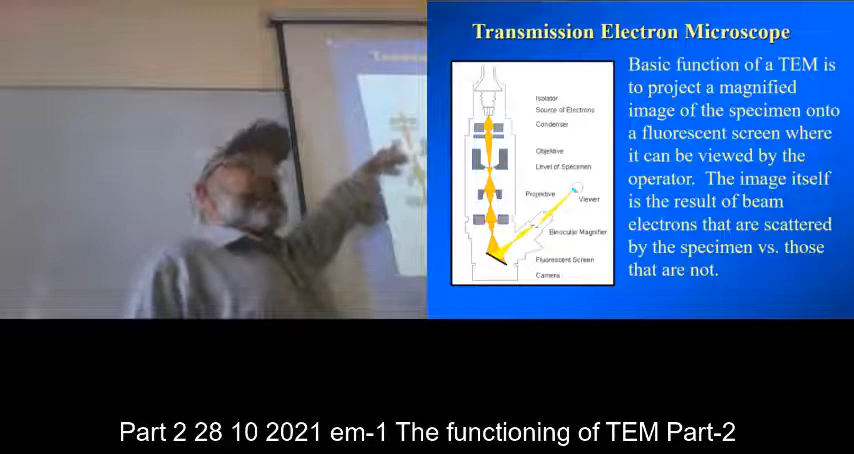 Transmission Electron Microscope
Basic function of a TEM is
to project a magnified
image of the specimen onto
a fluorescent screen where
it can be viewed by the
operator. The image itself
is the result of beam
electrons that are scattered
by the specimen vs. those
that are not.
Isolator
Source of Electrons
Condenser
Objektive
Level of Specimen
Projektive
Viewer
Binocular Magnifier
Fluorescent Screen
Camera
Part 2 28 10 2021 em-1 The functioning of TEM Part-2